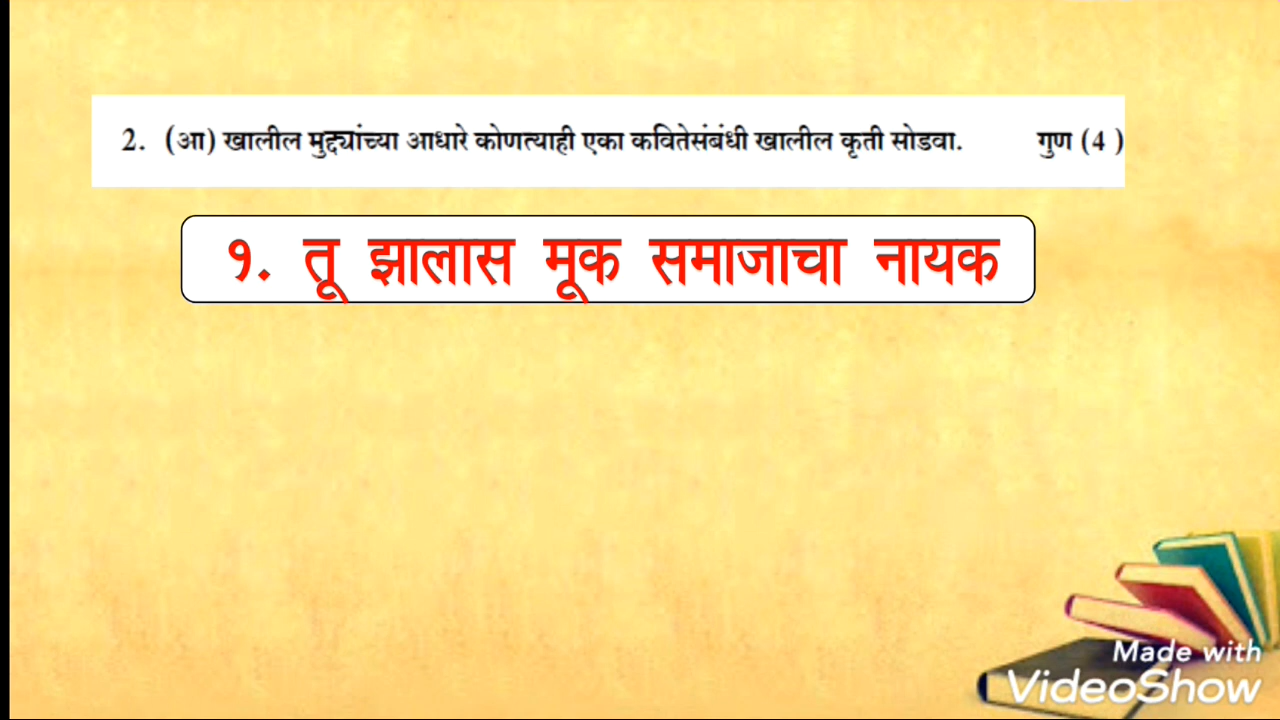 2. (आ) खालील मुद्द्यांच्या आधारे कोणत्याही एका कवितेसंबंधी खालील कृती सोडवा. गुण (4 )
१. तू झालास मूक समाजाचा नायक
Made with
VideoShow